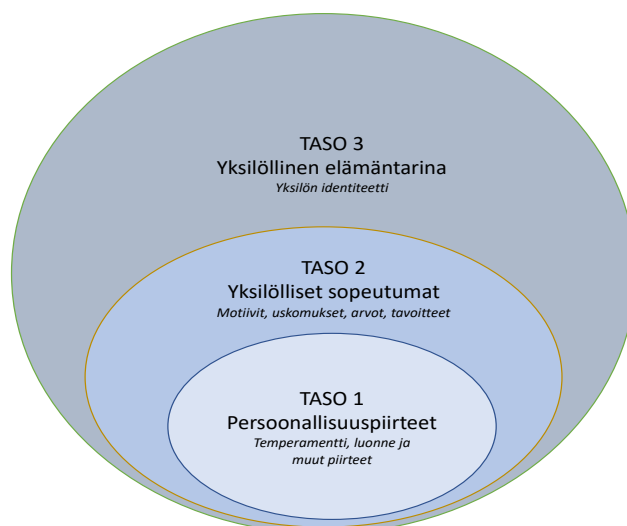 TASO 3
Yksilöllinen elämäntarina
Yksilön identiteetti
TASO 2
Yksilölliset sopeutumat
Motiivit, uskomukset, arvot, tavoitteet
TASO 1
Persoonallisuuspiirteet
Temperamentti, luonne ja
muut piirteet